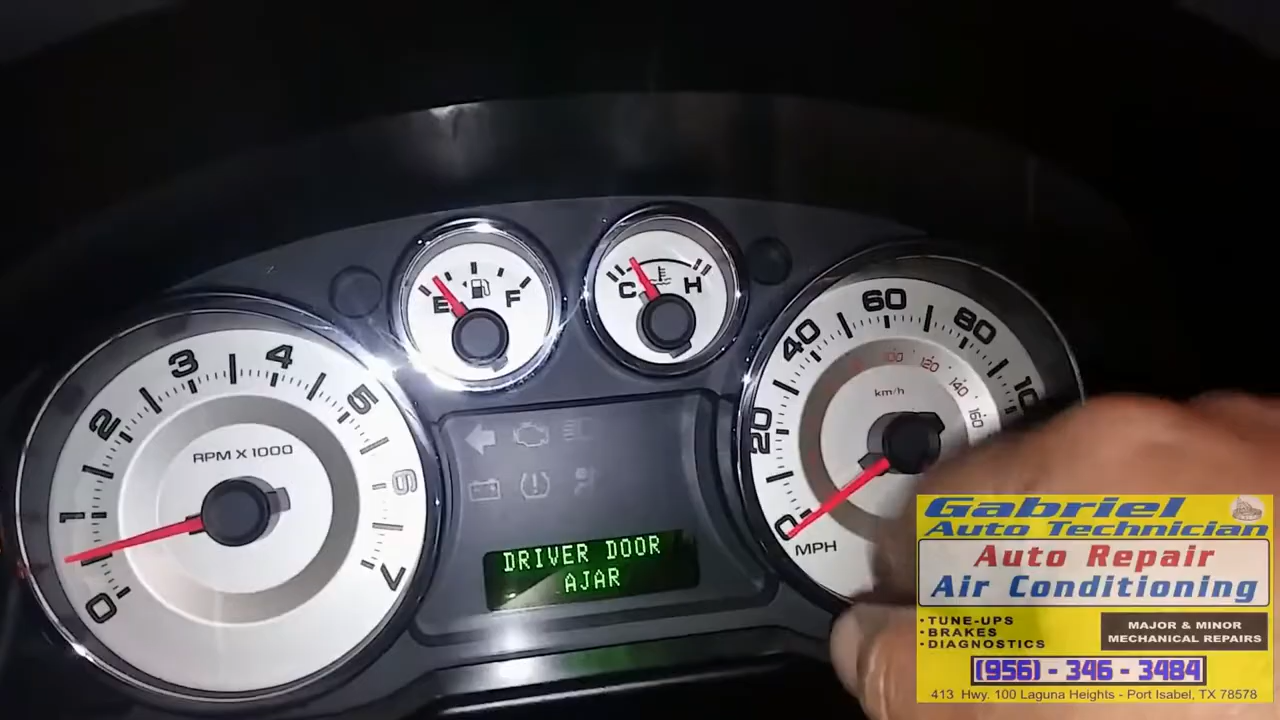 E F
C H
0 1 2 3 4 5 6 7
RPM X 1000
0 20 40 60 80
100 120 140 160
km/h
MPH
DRIVER DOOR
AJAR
Gabriel
Auto Technician
Auto Repair
Air Conditioning
• TUNE-UPS
• BRAKES
• DIAGNOSTICS
MAJOR & MINOR
MECHANICAL REPAIRS
(956) - 346 - 3484
413 Hwy. 100 Laguna Heights - Port Isabel, TX 78578